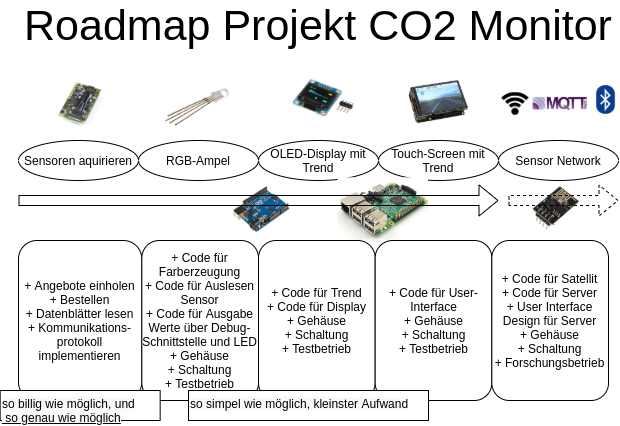 Roadmap Projekt CO2 Monitor
MQTT
Sensoren aquirieren
RGB-Ampel
OLED-Display mit
Trend
Touch-Screen mit
Trend
Sensor Network
+ Angebote einholen
+ Bestellen
+ Datenblätter lesen
+ Kommunikations-
protokoll
implementieren
+ Code für
Farberzeugung
+ Code für Auslesen
Sensor
+ Code für Ausgabe
Werte über Debug-
Schnittstelle und LED
+ Gehäuse
+ Schaltung
+ Testbetrieb
+ Code für Trend
+ Code für Display
+ Gehäuse
+ Schaltung
+ Testbetrieb
+ Code für User-
Interface
+ Gehäuse
+ Schaltung
+ Testbetrieb
+ Code für Satellit
+ Code für Server
+ User Interface
Design für Server
+ Gehäuse
+ Schaltung
+ Forschungsbetrieb
so billig wie möglich, und
so genau wie möglich
so simpel wie möglich, kleinster Aufwand